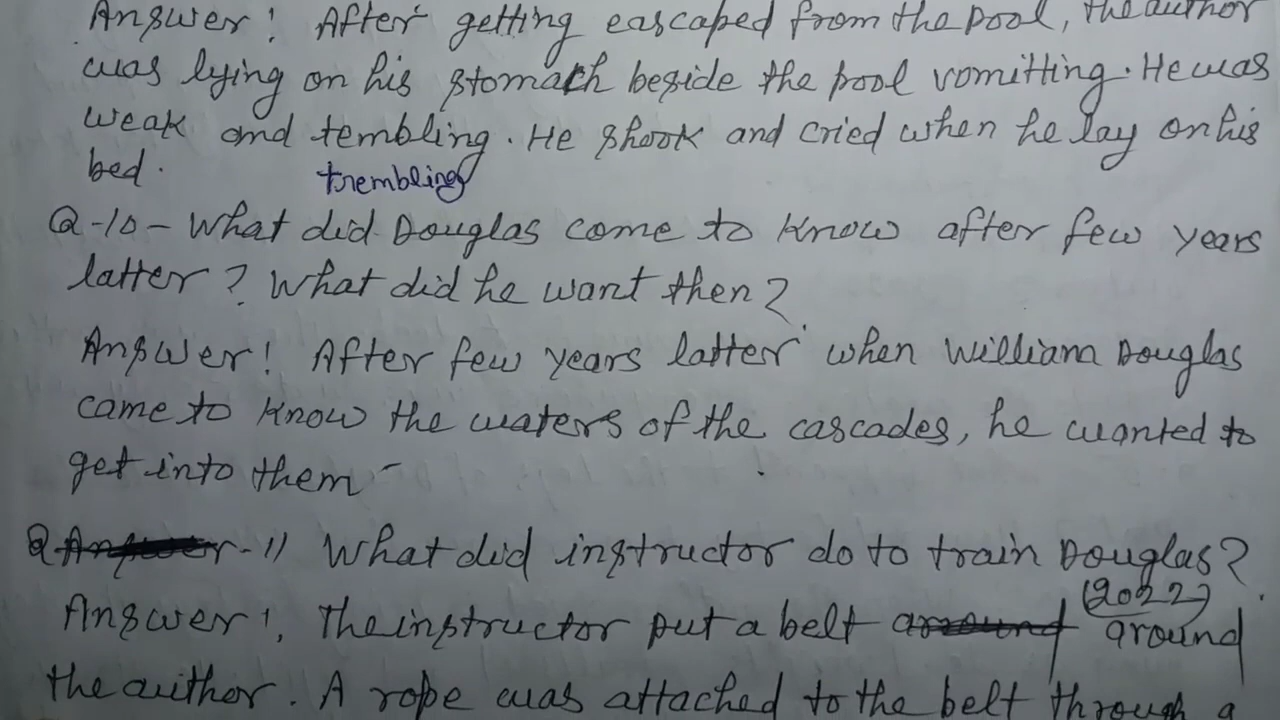 Answer! After getting eascaped from the pool, the author
was lying on his stomach beside the pool vomitting. He was
weak and tembling. He shook and cried when he lay on his
bed.
trembling
Q-10- What did Douglas come to know after few years
latter? What did he want then?
Answer! After few years latter when William Douglas
came to know the waters of the cascades, he wanted to
get into them
Q -11 What did instructor do to train Douglas?
(2022)
Answer!, The instructor put a belt around
the author. A rope was attached to the belt through a